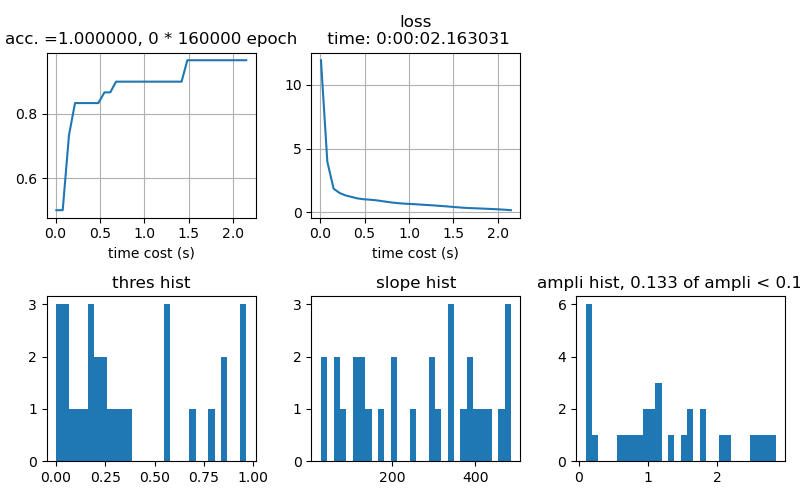 acc. =1.000000, 0 * 160000 epoch
0.8
0.6
0.0 0.5 1.0 1.5 2.0
time cost (s)
loss
time: 0:00:02.163031
10
5
0
0.0 0.5 1.0 1.5 2.0
time cost (s)
thres hist
3
2
1
0
0.00 0.25 0.50 0.75 1.00
slope hist
3
2
1
0
200 400
ampli hist, 0.133 of ampli < 0.1
6
4
2
0
0 1 2